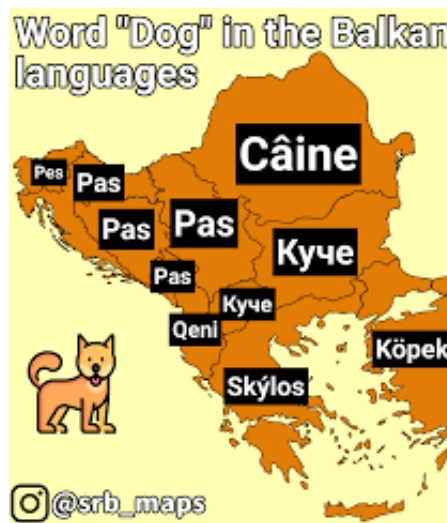 Word "Dog" in the Balkan
languages
Câine
Pes
Pas
Pas
Pas
Куче
Pas
Куче
Qeni
Köpek
Skýlos
@srb_maps